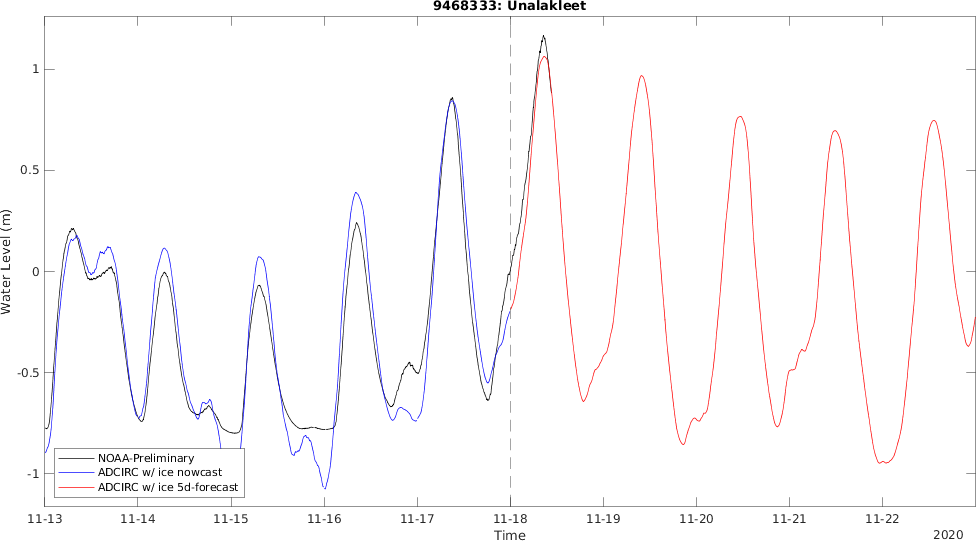 9468333: Unalakleet
Water Level (m)
1
0.5
0
-0.5
-1
NOAA-Preliminary
ADCIRC w/ ice nowcast
ADCIRC w/ ice 5d-forecast
11-13 11-14 11-15 11-16 11-17 11-18 11-19 11-20 11-21 11-22
Time
2020